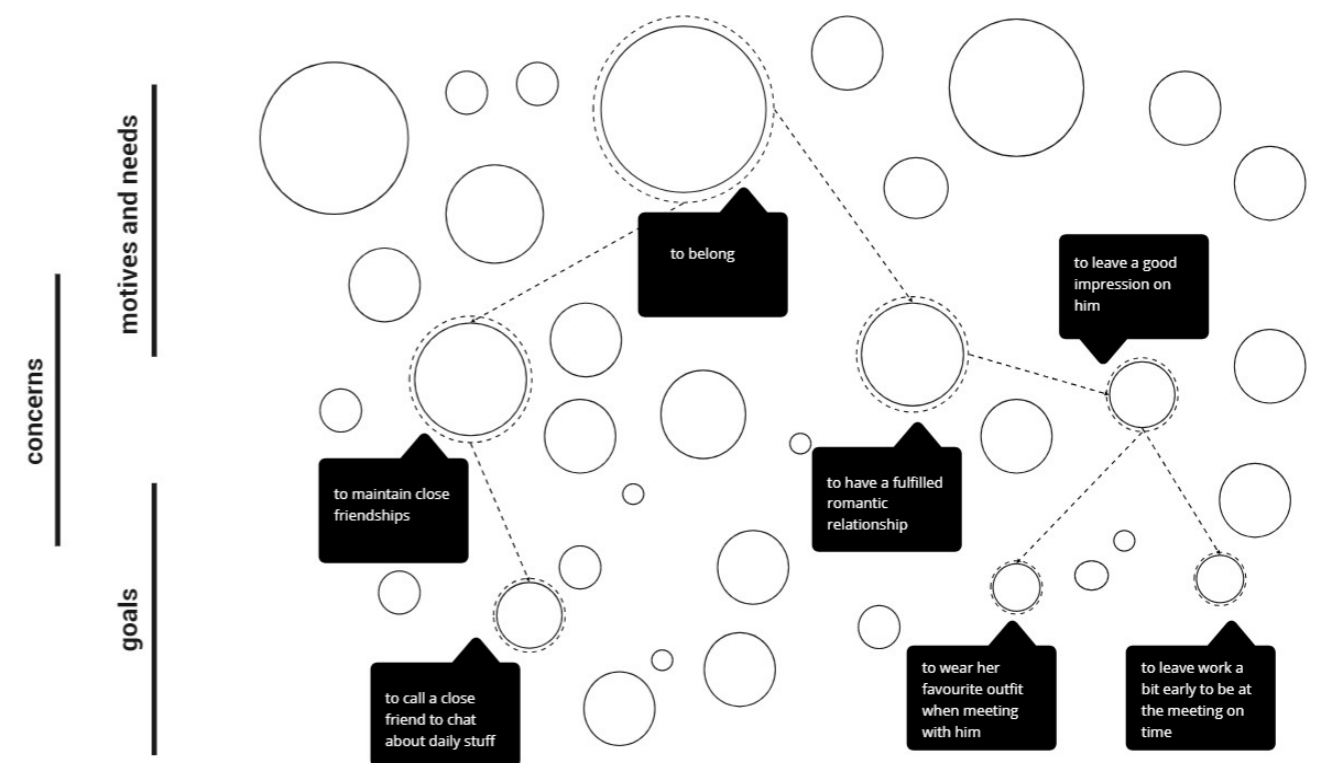 motives and needs
concerns
goals
to belong
to leave a good
impression on
him
to maintain close
friendships
to have a fulfilled
romantic
relationship
to call a close
friend to chat
about daily stuff
to wear her
favourite outfit
when meeting
with him
to leave work a
bit early to be at
the meeting on
time